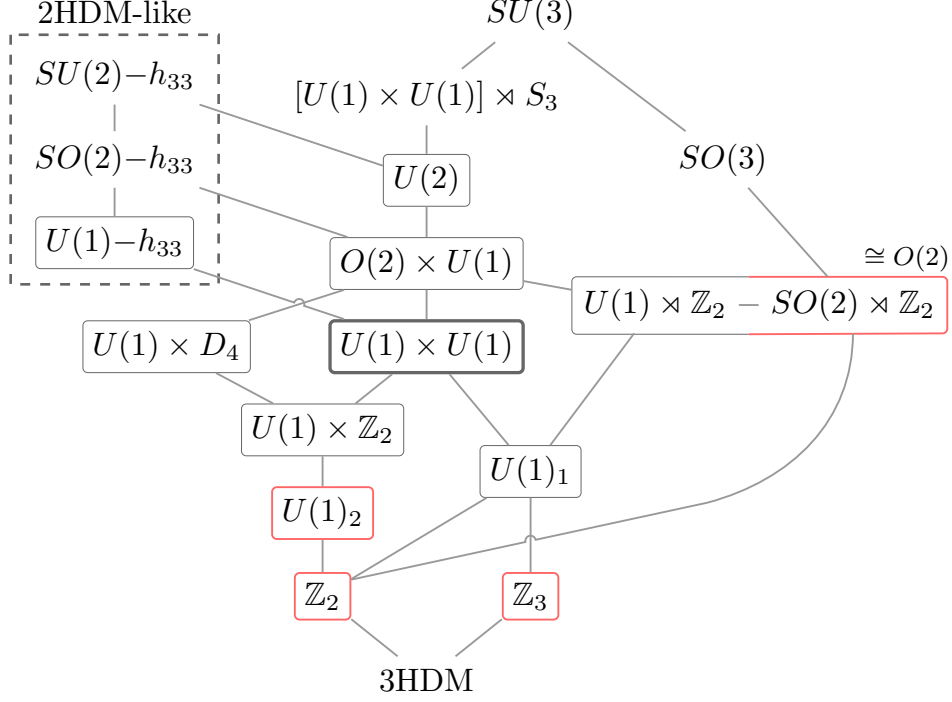 2HDM-like
SU(3)
SU(2)−h₃₃
[U(1) × U(1)] ⋊ S₃
SO(2)−h₃₃
SO(3)
U(2)
U(1)−h₃₃
O(2) × U(1)
≅ O(2)
U(1) ⋊ ℤ₂ − SO(2) ⋊ ℤ₂
U(1) × D₄
U(1) × U(1)
U(1) × ℤ₂
U(1)₁
U(1)₂
ℤ₂
ℤ₃
3HDM